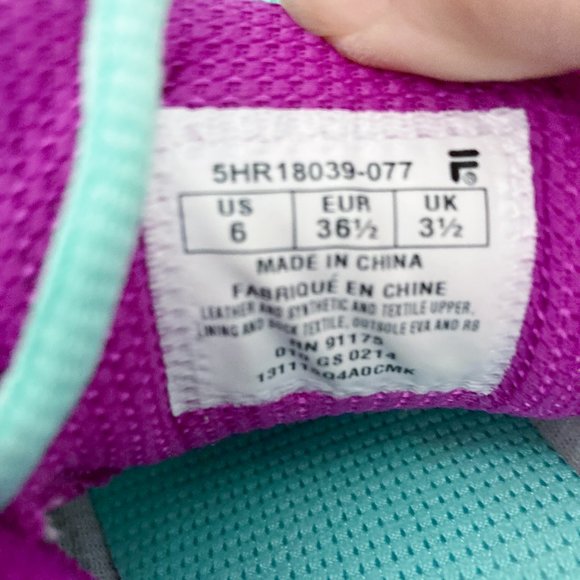 5HR18039-077 F
US EUR UK
6 36½ 3½
MADE IN CHINA
FABRIQUÉ EN CHINE
LEATHER AND SYNTHETIC AND TEXTILE UPPER,
LINING AND SOCK TEXTILE, OUTSOLE EVA AND RB
RN 91175
GS 0214